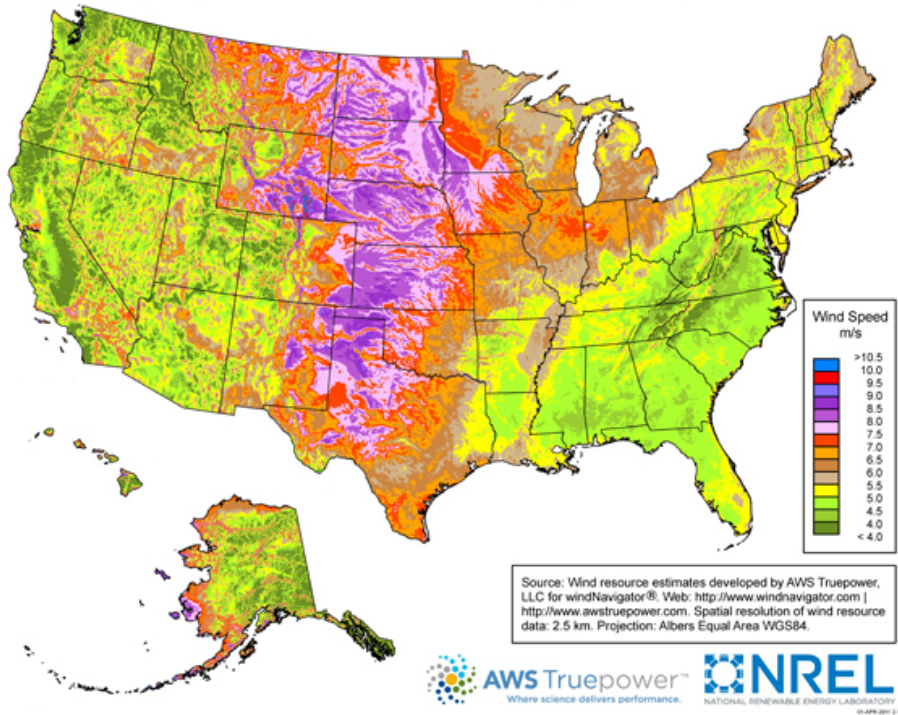 Wind Speed
m/s
>10.5
10.0
9.5
9.0
8.5
8.0
7.5
7.0
6.0
5.5
5.0
4.5
4.0
< 4.0
Source: Wind resource estimates developed by AWS Truepower,
LLC for windNavigator®. Web: http://www.windnavigator.com |
http://www.awstruepower.com. Spatial resolution of wind resource
data: 2.5 km. Projection: Albers Equal Area WGS84.
AWS Truepower™
Where science delivers performance.
NREL
NATIONAL RENEWABLE ENERGY LABORATORY